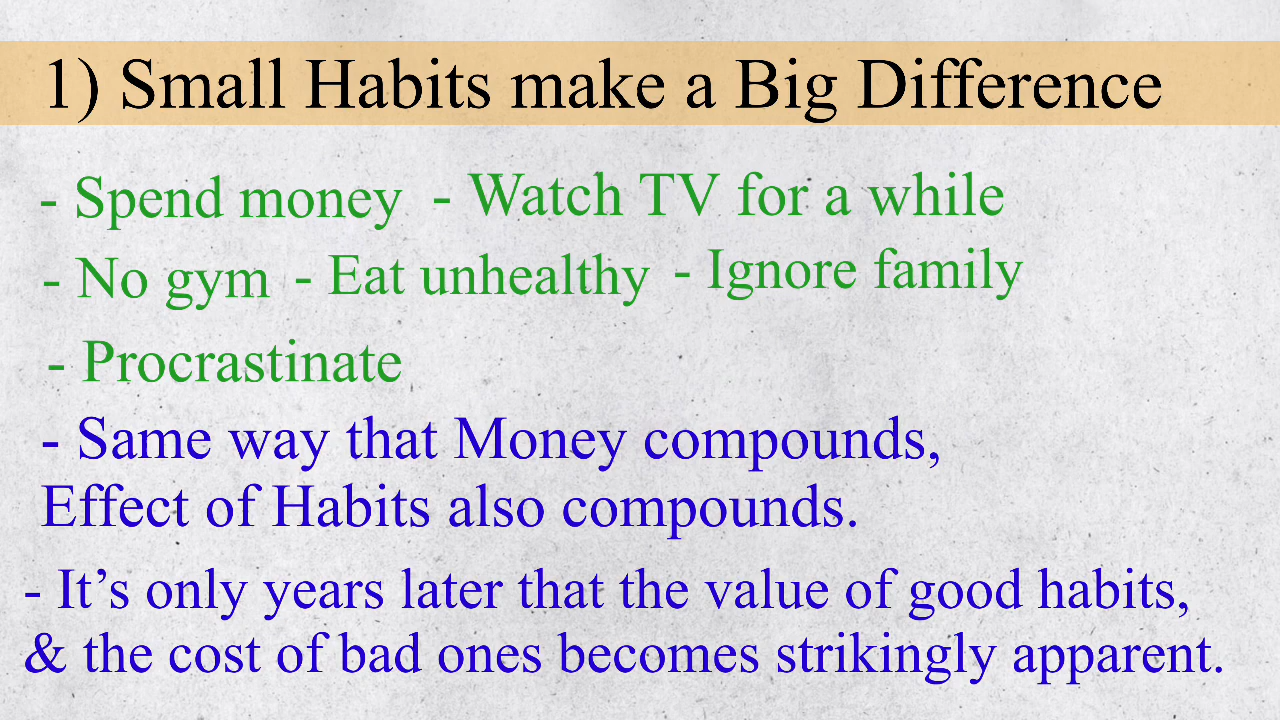 1) Small Habits make a Big Difference
- Spend money - Watch TV for a while
- No gym - Eat unhealthy - Ignore family
- Procrastinate
- Same way that Money compounds,
Effect of Habits also compounds.
- It’s only years later that the value of good habits,
& the cost of bad ones becomes strikingly apparent.